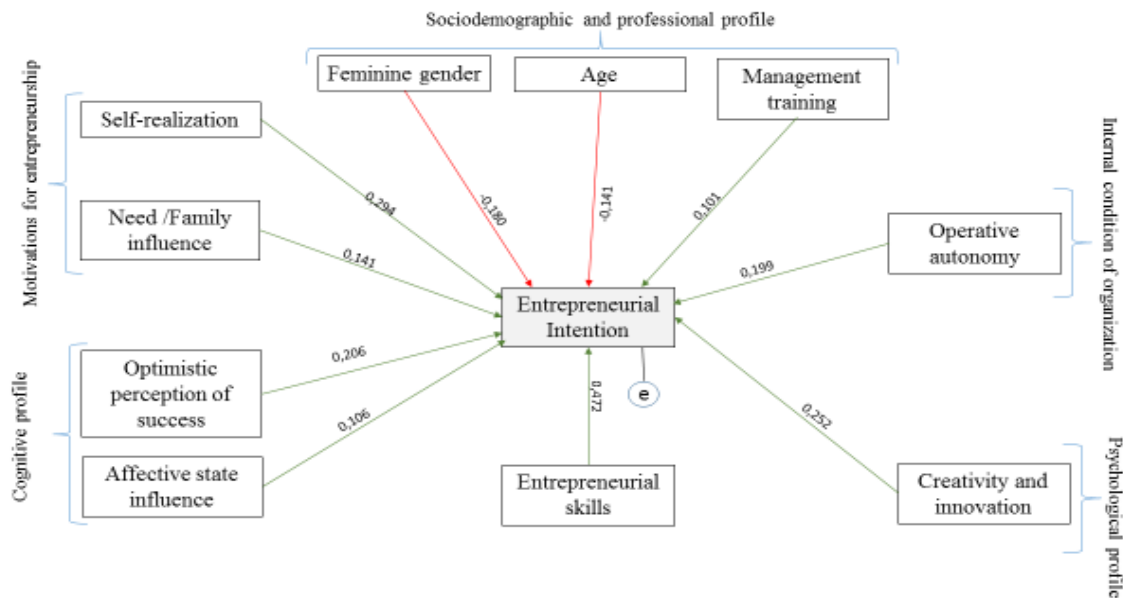 Sociodemographic and professional profile
Feminine gender
Age
Management
training
Motivations for entrepreneurship
Self-realization
Need /Family
influence
0,294
0,141
-0,180
-0,141
0,101
0,199
Operative
autonomy
Internal condition of organization
Entrepreneurial
Intention
e
Cognitive profile
Optimistic
perception of
success
Affective state
influence
0,206
0,106
0,472
0,252
Entrepreneurial
skills
Creativity and
innovation
Psychological profile